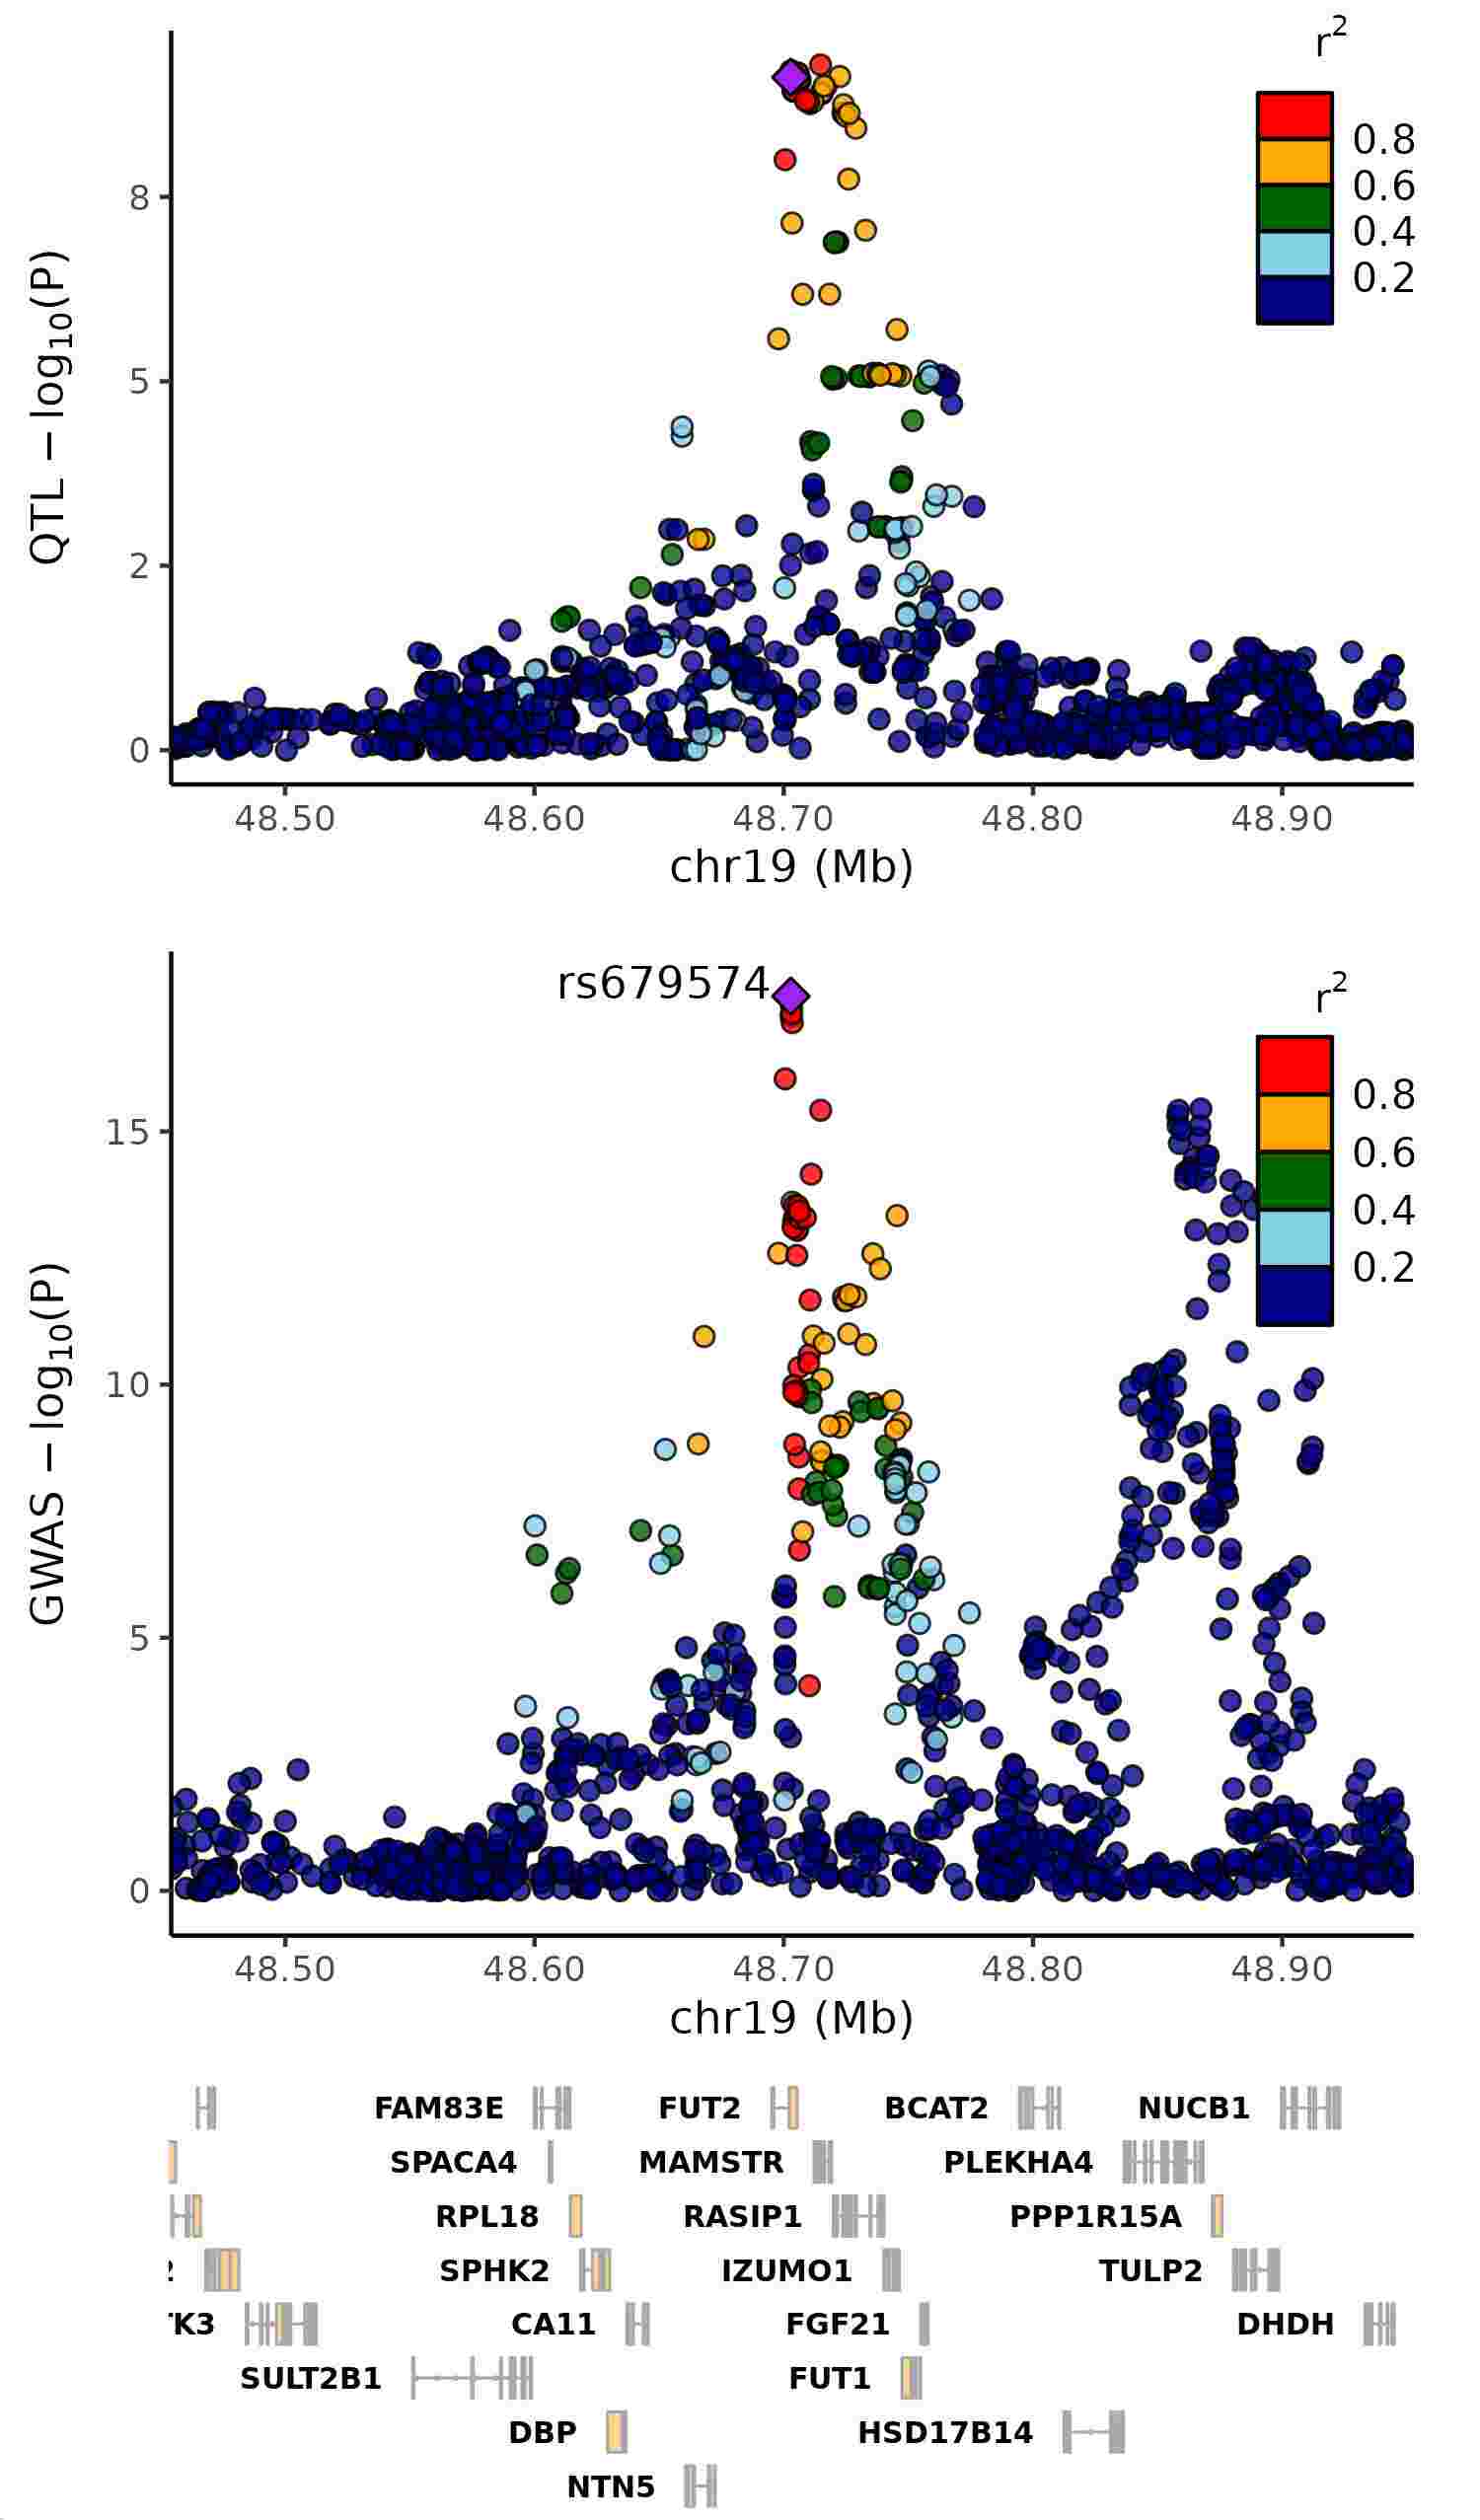 r2
QTL −log10(P)
8
5
2
0
0.8
0.6
0.4
0.2
48.50 48.60 48.70 48.80 48.90
chr19 (Mb)
rs679574
r2
GWAS −log10(P)
15
10
5
0
0.8
0.6
0.4
0.2
48.50 48.60 48.70 48.80 48.90
chr19 (Mb)
FAM83E FUT2 BCAT2 NUCB1
SPACA4 MAMSTR PLEKHA4
RPL18 RASIP1 PPP1R15A
SPHK2 IZUMO1 TULP2
K3 CA11 FGF21 DHDH
SULT2B1 FUT1
DBP HSD17B14
NTN5